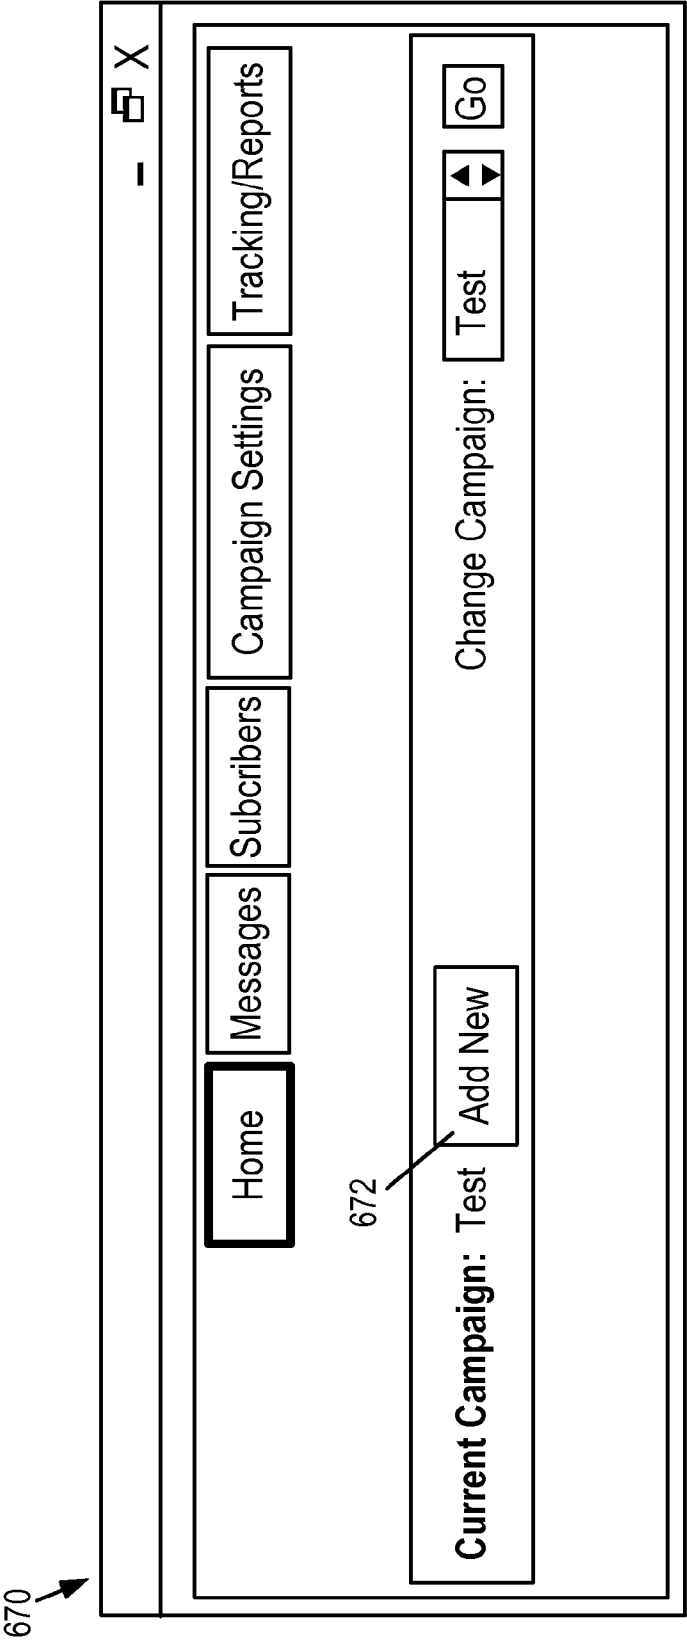 670
– X
Home Messages Subcribers Campaign Settings Tracking/Reports
672
Current Campaign: Test Add New Change Campaign: Test Go